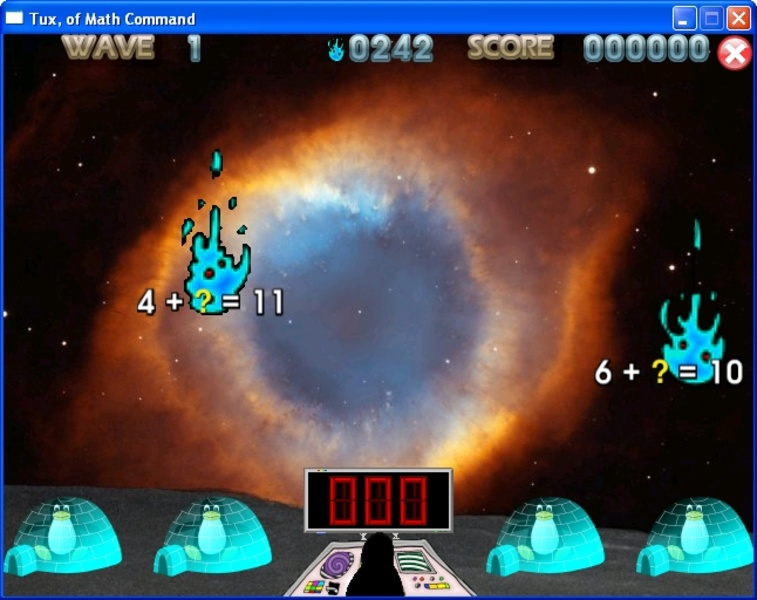 Tux, of Math Command
WAVE 1 0242 SCORE 000000
4 + ? = 11
6 + ? = 10
000